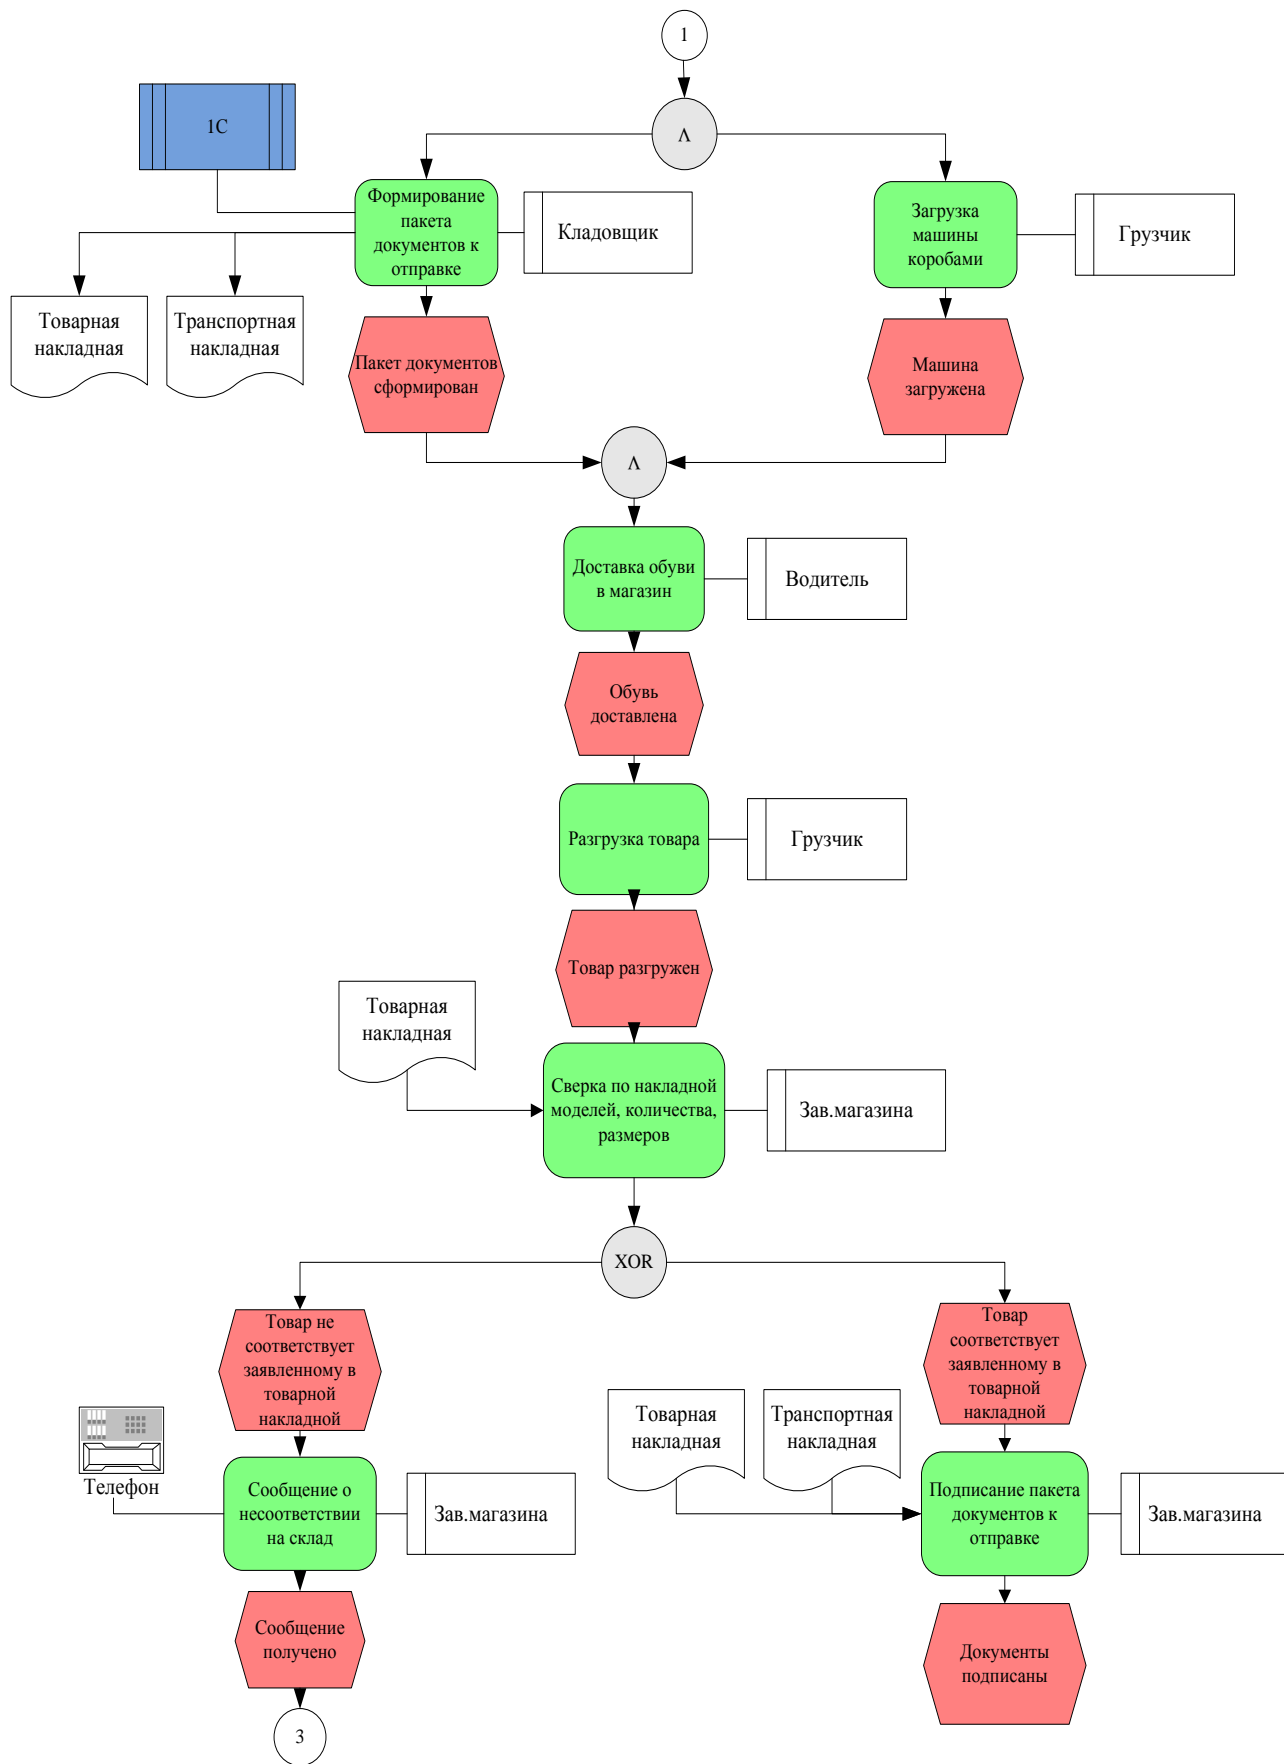 1
1С
Λ
Формирование
пакета
документов к
отправке
Кладовщик
Загрузка
машины
коробами
Грузчик
Товарная
накладная
Транспортная
накладная
Пакет документов
сформирован
Машина
загружена
Λ
Доставка обуви
в магазин
Водитель
Обувь
доставлена
Разгрузка товара
Грузчик
Товар разгружен
Товарная
накладная
Сверка по накладной
моделей, количества,
размеров
Зав.магазина
XOR
Товар не
соответствует
заявленному в
товарной
накладной
Товар
соответствует
заявленному в
товарной
накладной
Телефон
Сообщение о
несоответствии
на склад
Зав.магазина
Товарная
накладная
Транспортная
накладная
Подписание пакета
документов к
отправке
Зав.магазина
Сообщение
получено
Документы
подписаны
3